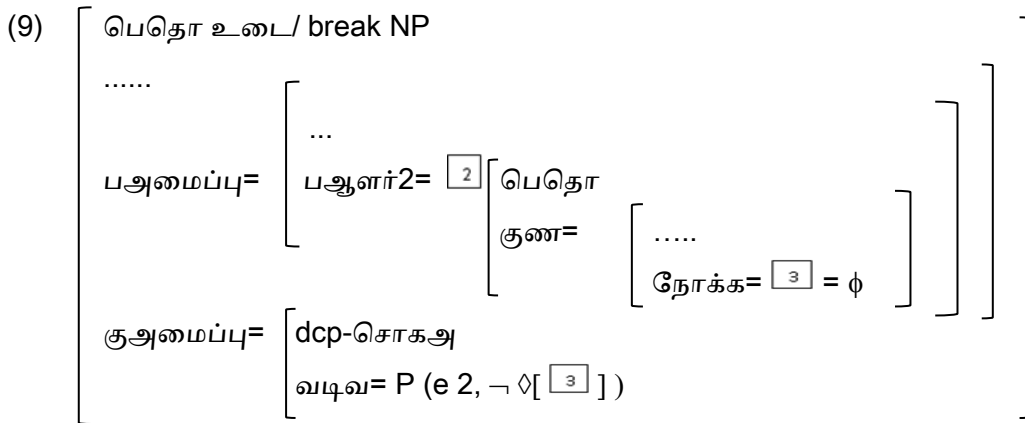 (9) பெதொ உடை/ break NP
......
...
பஅமைப்பு= பஆளர்2= 2 பெதொ
குண= .....
நோக்க= 3 = ϕ
குஅமைப்பு= dcp-சொகஅ
வடிவ= P (e 2, ¬ ◊[ 3 ] )